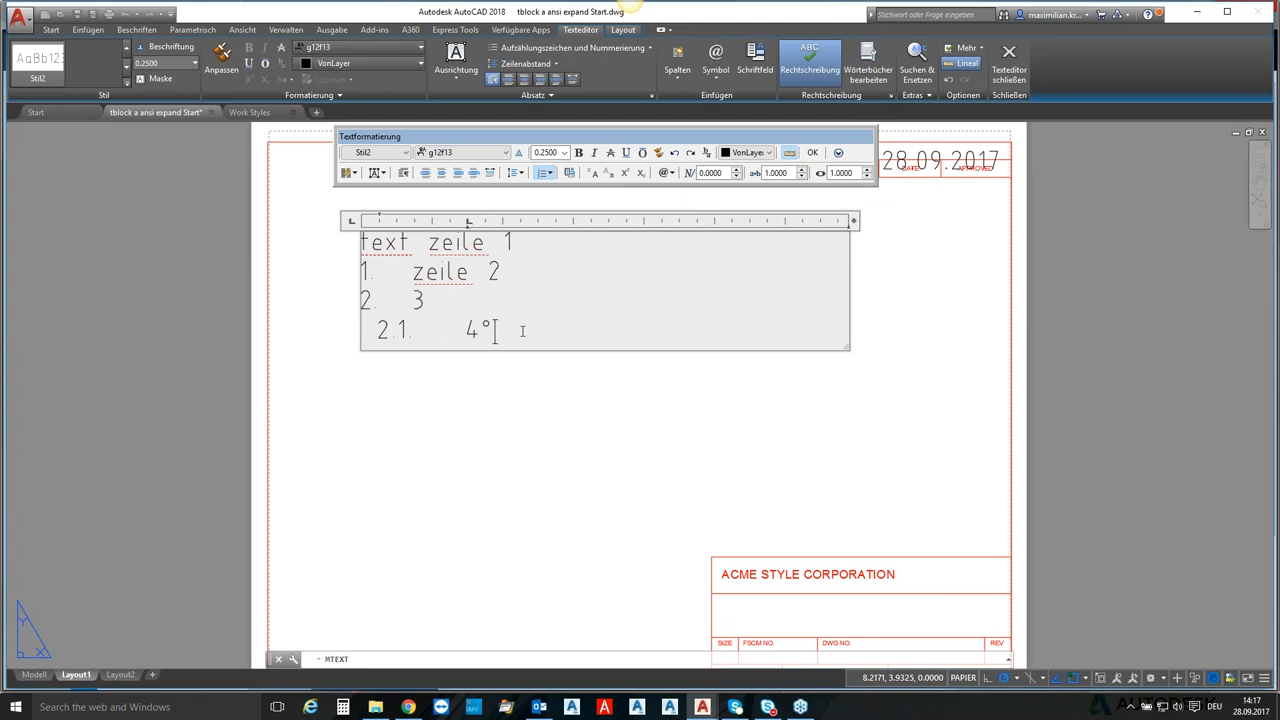 Autodesk AutoCAD 2018 tblock a ansi expand Start.dwg
Stichwort oder Frage eingeben
maximilian.kr...
Start Einfügen Beschriften Parametrisch Ansicht Verwalten Ausgabe Add-ins A360 Express Tools Verfügbare Apps Texteditor Layout
AaBb123
Stil2
Beschriftung
0.2500
Maske
Stil
Anpassen
B I
g12f13
U O
VonLayer
Formatierung
A
Ausrichtung
Aufzählungszeichen und Nummerierung
Zeilenabstand
Absatz
Spalten
@
Symbol
Schriftfeld
Einfügen
ABC
Rechtschreibung
Wörterbücher
bearbeiten
Rechtschreibung
Suchen &
Ersetzen
Extras
Mehr
Lineal
Optionen
Texteditor
schließen
Schließen
Start tblock a ansi expand Start* Work Styles
Textformatierung
Stil2 g12f13 0.2500 B I A U O VonLayer OK
@ 0.0000 a•b 1.0000 1.0000
28.09.2017
DATE APPROVED
text zeile 1
1. zeile 2
2. 3
2.1. 4°
ACME STYLE CORPORATION
SIZE FSCM NO. DWG NO. REV
Y
X
MTEXT
Modell Layout1 Layout2
8.2171, 3.9325, 0.0000 PAPIER
Search the web and Windows
AUTODESK
DEU
14:17
28.09.2017